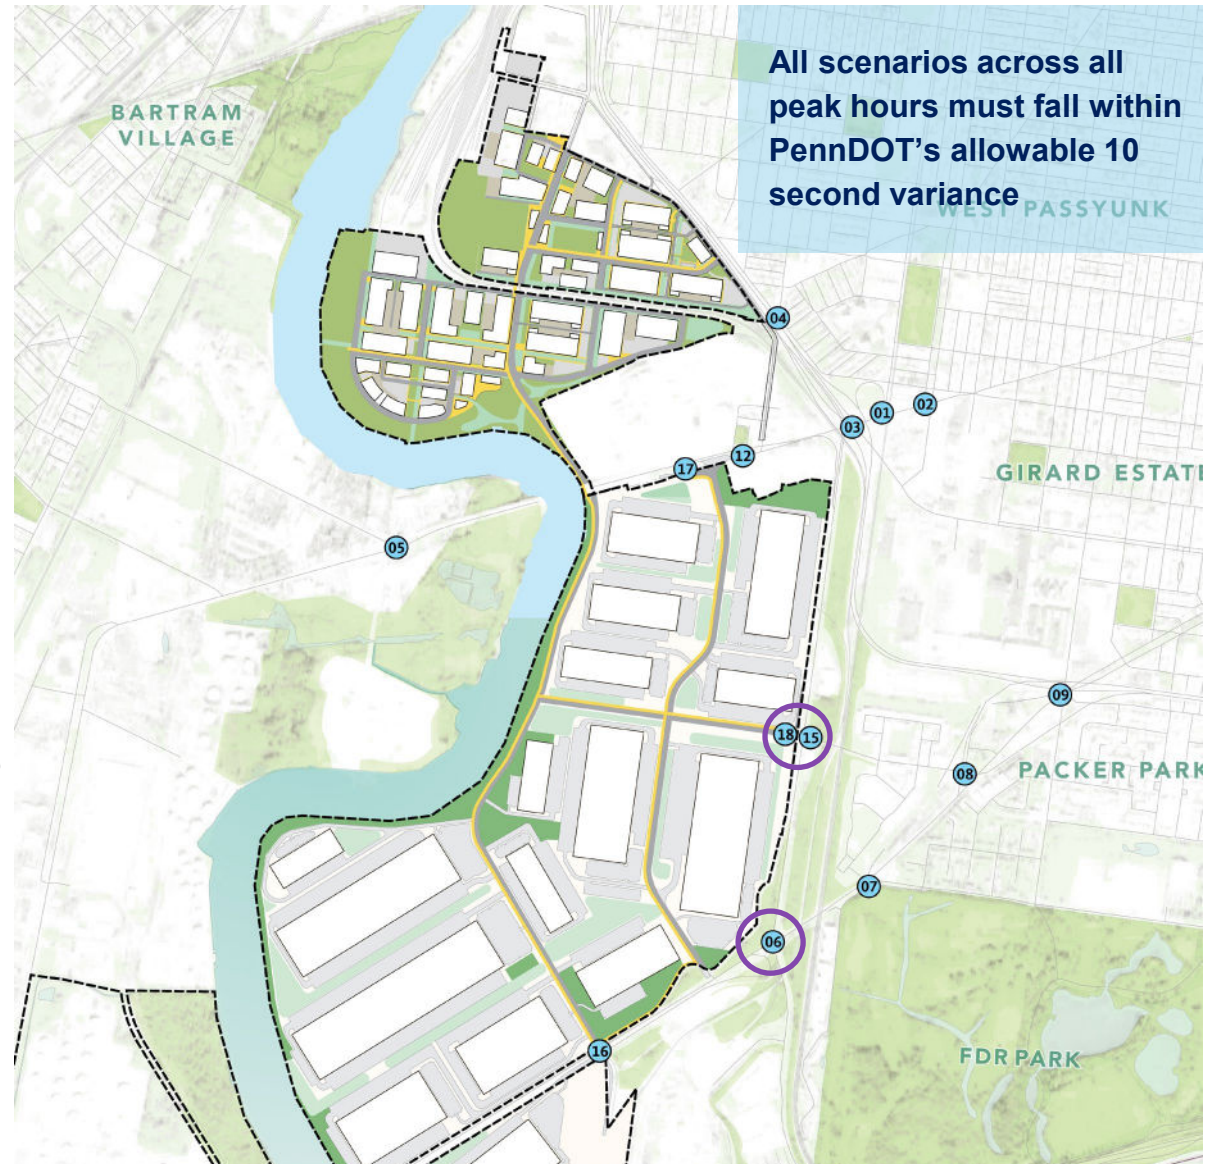 All scenarios across all
peak hours must fall within
PennDOT’s allowable 10
second variance
BARTRAM
VILLAGE
WEST PASSYUNK
04
02
01
03
12
17
GIRARD ESTATE
05
09
18
15
08
PACKER PARK
07
06
16
FDR PARK